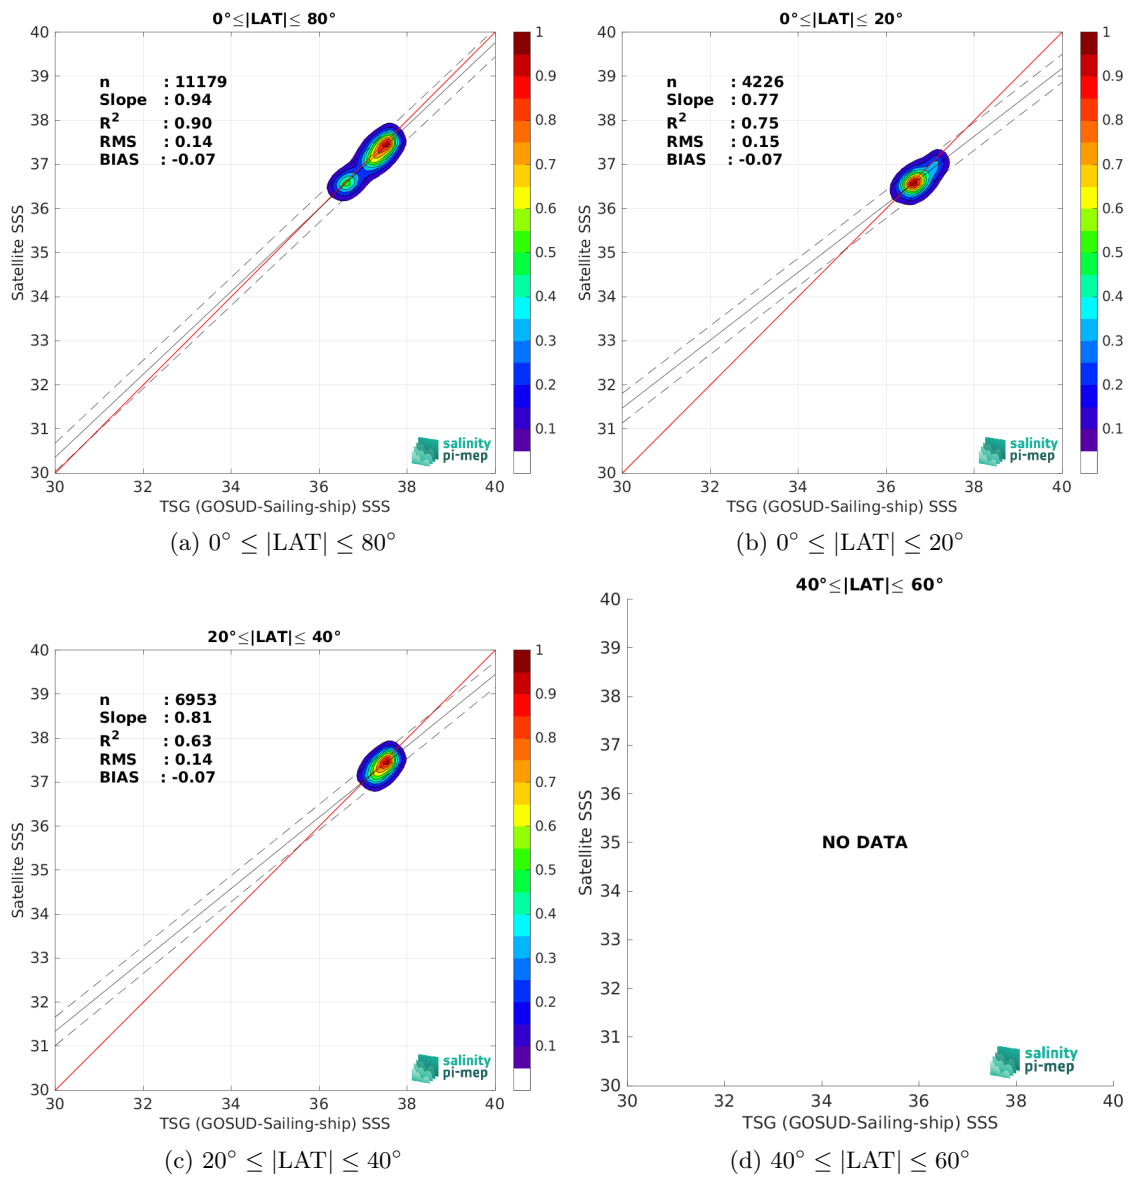 0°≤|LAT|≤ 80°
40
39
38
37
36
35
34
33
32
31
30
Satellite SSS
n : 11179
Slope : 0.94
R² : 0.90
RMS : 0.14
BIAS : -0.07
salinity
pi-mep
30 32 34 36 38 40
TSG (GOSUD-Sailing-ship) SSS
1
0.9
0.8
0.7
0.6
0.5
0.4
0.3
0.2
0.1
(a) 0° ≤ |LAT| ≤ 80°
0°≤|LAT|≤ 20°
40
39
38
37
36
35
34
33
32
31
30
Satellite SSS
n : 4226
Slope : 0.77
R² : 0.75
RMS : 0.15
BIAS : -0.07
salinity
pi-mep
30 32 34 36 38 40
TSG (GOSUD-Sailing-ship) SSS
1
0.9
0.8
0.7
0.6
0.5
0.4
0.3
0.2
0.1
(b) 0° ≤ |LAT| ≤ 20°
20°≤|LAT|≤ 40°
40
39
38
37
36
35
34
33
32
31
30
Satellite SSS
n : 6953
Slope : 0.81
R² : 0.63
RMS : 0.14
BIAS : -0.07
salinity
pi-mep
30 32 34 36 38 40
TSG (GOSUD-Sailing-ship) SSS
1
0.9
0.8
0.7
0.6
0.5
0.4
0.3
0.2
0.1
(c) 20° ≤ |LAT| ≤ 40°
40°≤|LAT|≤ 60°
40
39
38
37
36
35
34
33
32
31
30
Satellite SSS
NO DATA
salinity
pi-mep
30 32 34 36 38 40
TSG (GOSUD-Sailing-ship) SSS
(d) 40° ≤ |LAT| ≤ 60°